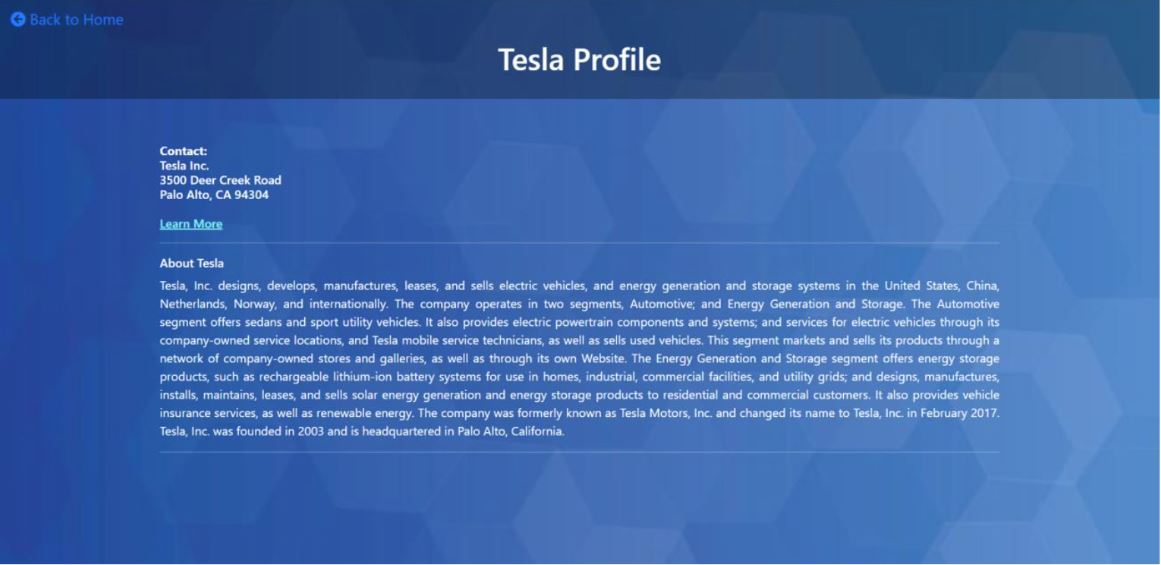 Back to Home
Tesla Profile
Contact:
Tesla Inc.
3500 Deer Creek Road
Palo Alto, CA 94304
Learn More
About Tesla
Tesla, Inc. designs, develops, manufactures, leases, and sells electric vehicles, and energy generation and storage systems in the United States, China,
Netherlands, Norway, and internationally. The company operates in two segments, Automotive; and Energy Generation and Storage. The Automotive
segment offers sedans and sport utility vehicles. It also provides electric powertrain components and systems; and services for electric vehicles through its
company-owned service locations, and Tesla mobile service technicians, as well as sells used vehicles. This segment markets and sells its products through a
network of company-owned stores and galleries, as well as through its own Website. The Energy Generation and Storage segment offers energy storage
products, such as rechargeable lithium-ion battery systems for use in homes, industrial, commercial facilities, and utility grids; and designs, manufactures,
installs, maintains, leases, and sells solar energy generation and energy storage products to residential and commercial customers. It also provides vehicle
insurance services, as well as renewable energy. The company was formerly known as Tesla Motors, Inc. and changed its name to Tesla, Inc. in February 2017.
Tesla, Inc. was founded in 2003 and is headquartered in Palo Alto, California.